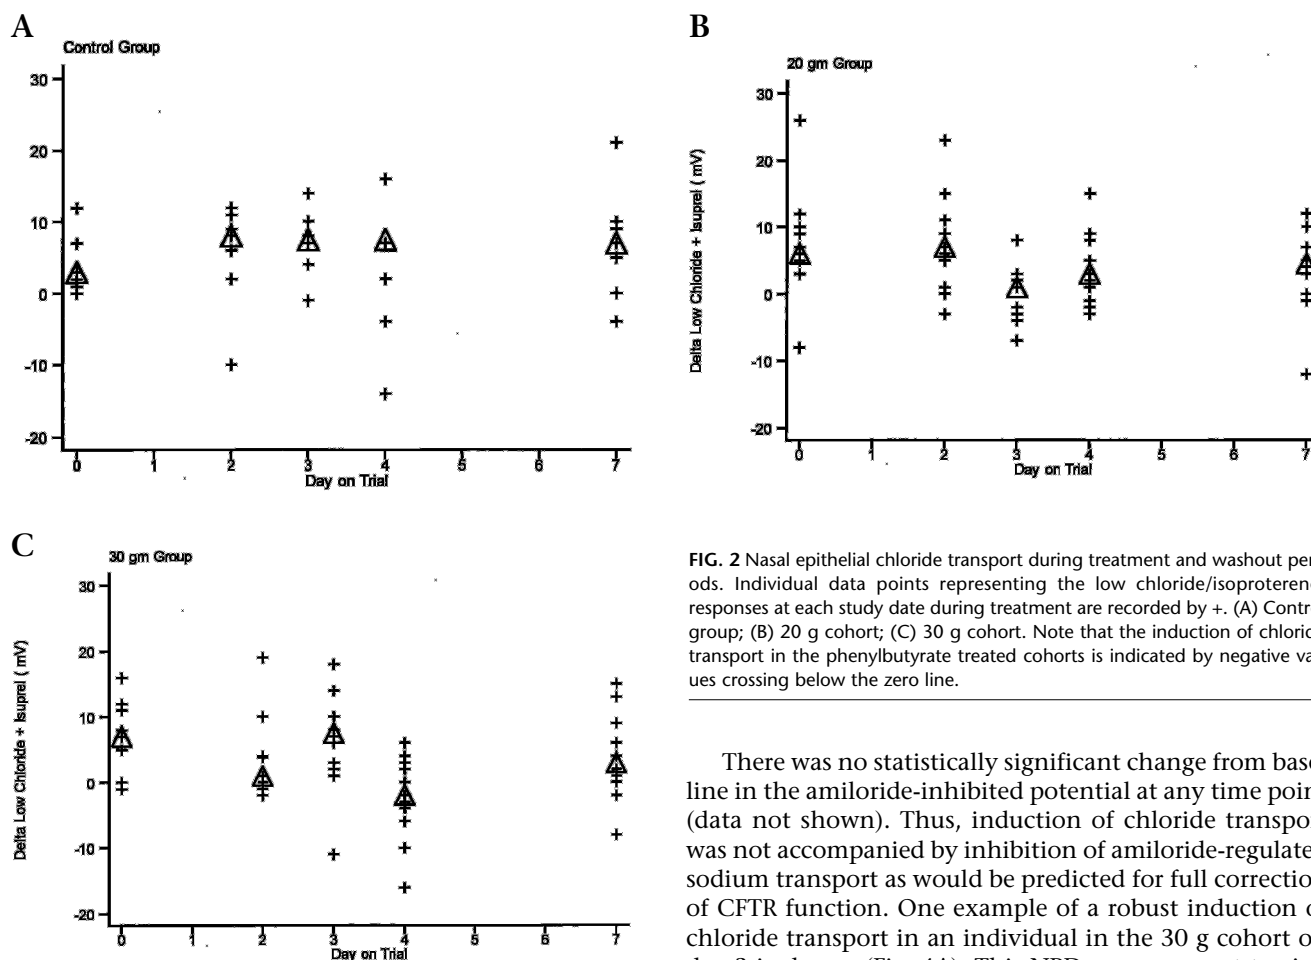 A
Control Group
30
20
10
0
-10
-20
0 1 2 3 4 5 6 7
Day on Trial
B
20 gm Group
Delta Low Chloride + Isuprel ( mV)
30
20
10
0
-10
-20
0 1 2 3 4 5 6 7
Day on Trial
C
30 gm Group
Delta Low Chloride + Isuprel ( mV)
30
20
10
0
-10
-20
0 1 2 3 4 5 6 7
Day on Trial
FIG. 2 Nasal epithelial chloride transport during treatment and washout per
ods. Individual data points representing the low chloride/isoproteren
responses at each study date during treatment are recorded by +. (A) Contr
group; (B) 20 g cohort; (C) 30 g cohort. Note that the induction of chlorid
transport in the phenylbutyrate treated cohorts is indicated by negative va
ues crossing below the zero line.
There was no statistically significant change from base
line in the amiloride-inhibited potential at any time poin
(data not shown). Thus, induction of chloride transpor
was not accompanied by inhibition of amiloride-regulate
sodium transport as would be predicted for full correctio
of CFTR function. One example of a robust induction o
chloride transport in an individual in the 30 g cohort o